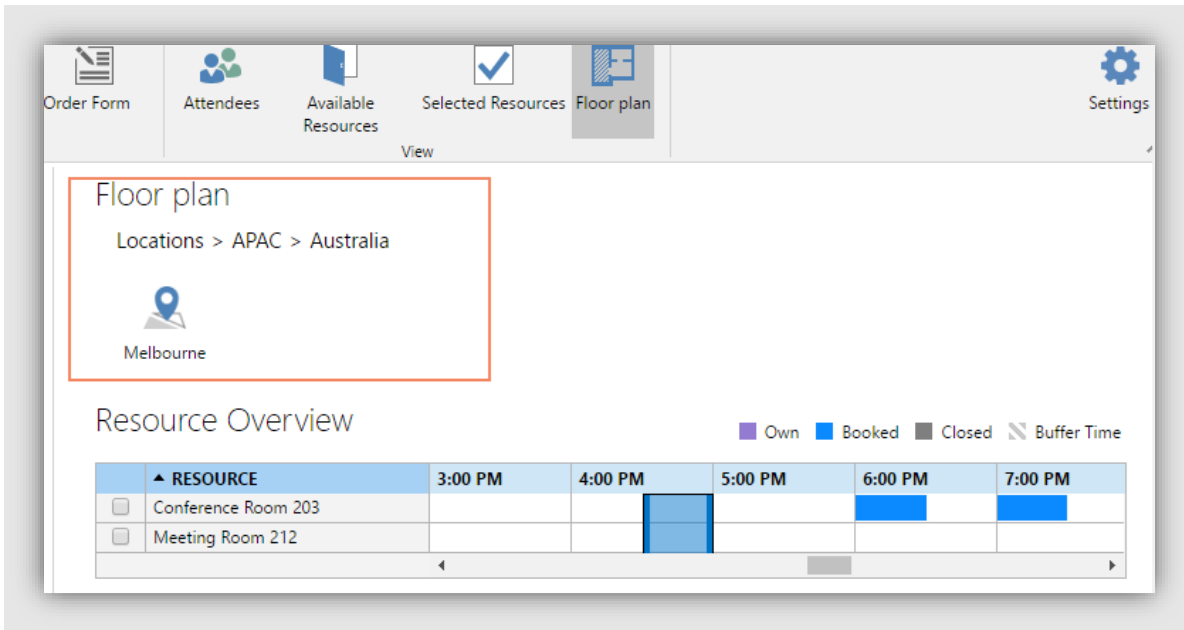 Order Form
Attendees
Available
Resources
Selected Resources
Floor plan
Settings
View
Floor plan
Locations > APAC > Australia
Melbourne
Resource Overview
Own Booked Closed Buffer Time
RESOURCE 3:00 PM 4:00 PM 5:00 PM 6:00 PM 7:00 PM
Conference Room 203
Meeting Room 212